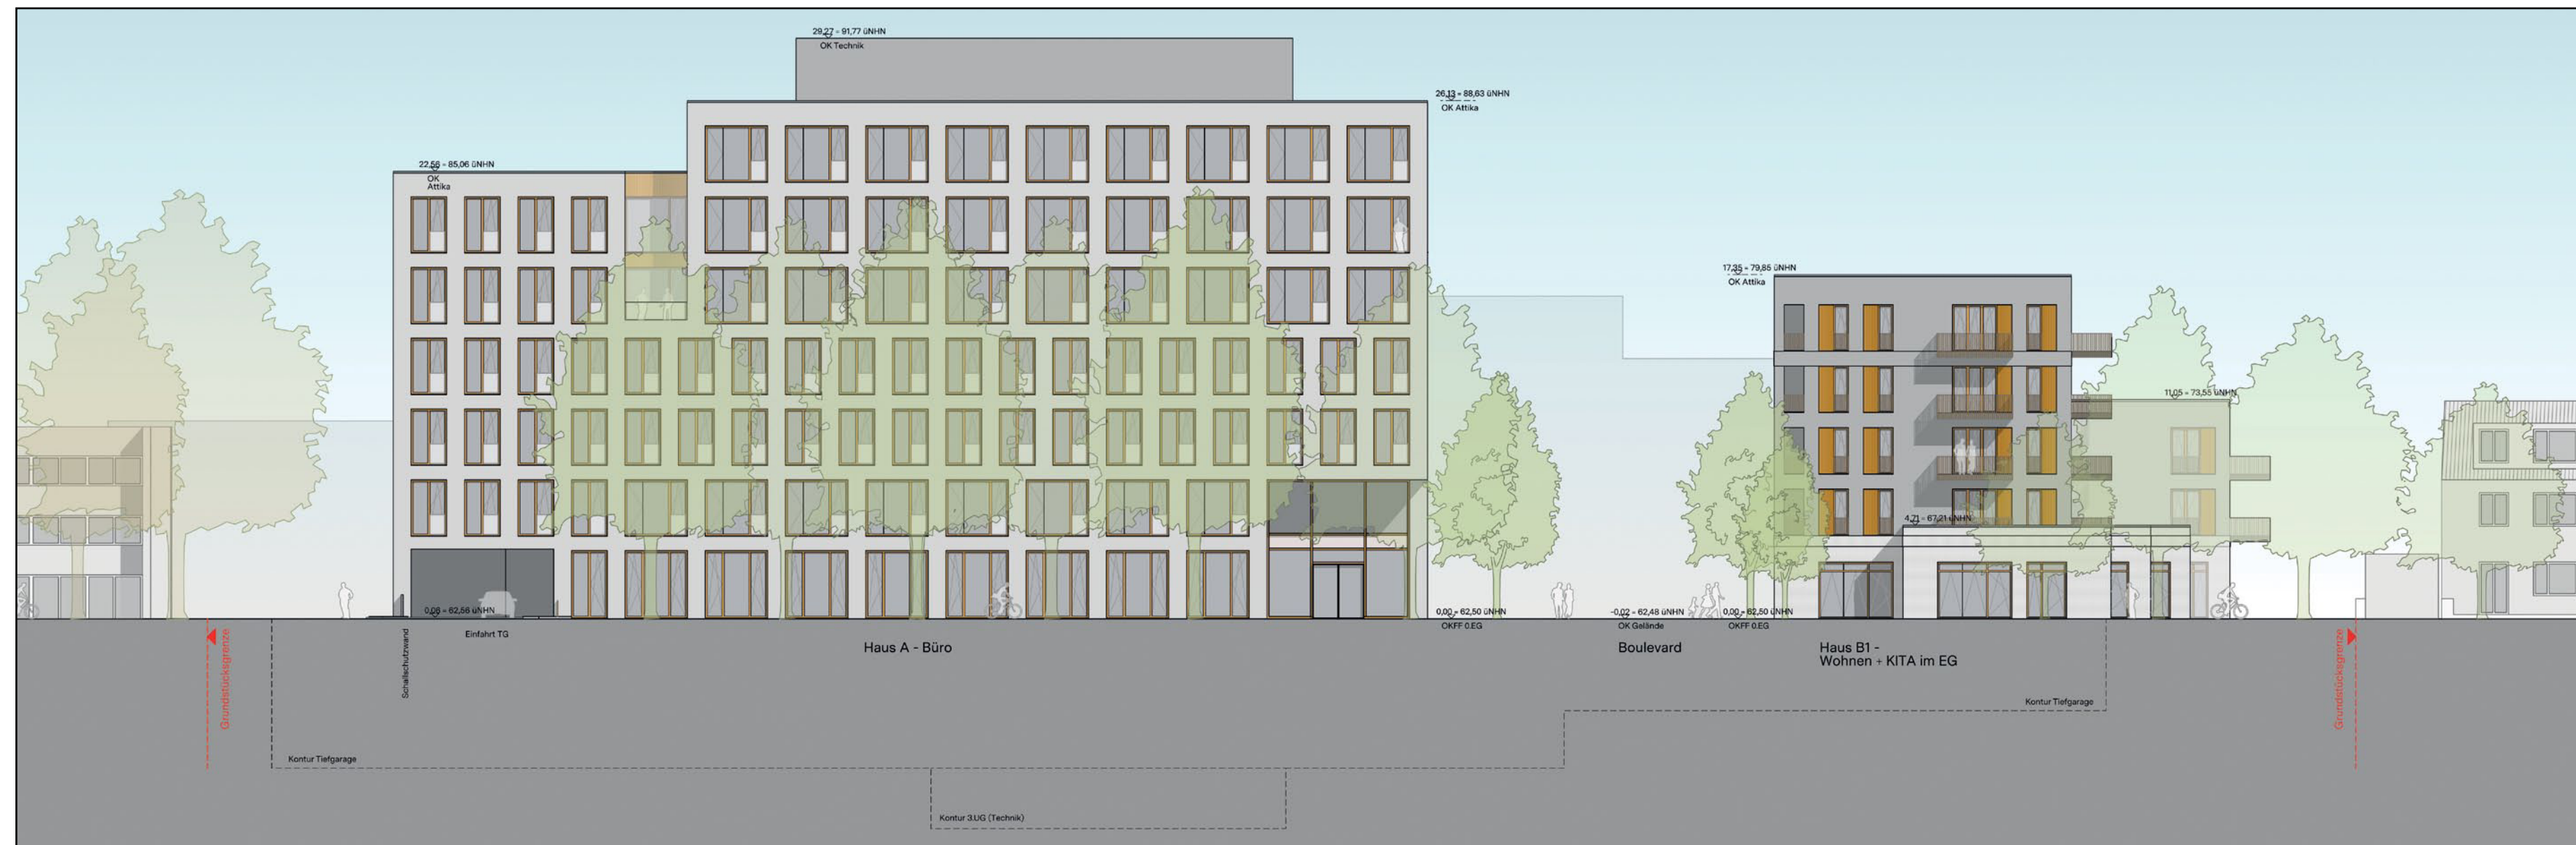 29,27 = 91,77 üNHN
OK Technik
26,13 = 88,63 üNHN
OK Attika
22,56 = 85,06 üNHN
OK
Attika
17,35 = 79,85 üNHN
OK Attika
11,05 = 73,55 üNHN
4,71 = 67,21 üNHN
0,06 = 62,56 üNHN
0,00 = 62,50 üNHN
OKFF 0.EG
-0,02 = 62,48 üNHN
OK Gelände
0,00 = 62,50 üNHN
OKFF 0.EG
Grundstücksgrenze
Schallschutzwand
Einfahrt TG
Haus A - Büro
Boulevard
Haus B1 -
Wohnen + KITA im EG
Grundstücksgrenze
Kontur Tiefgarage
Kontur Tiefgarage
Kontur 3.UG (Technik)